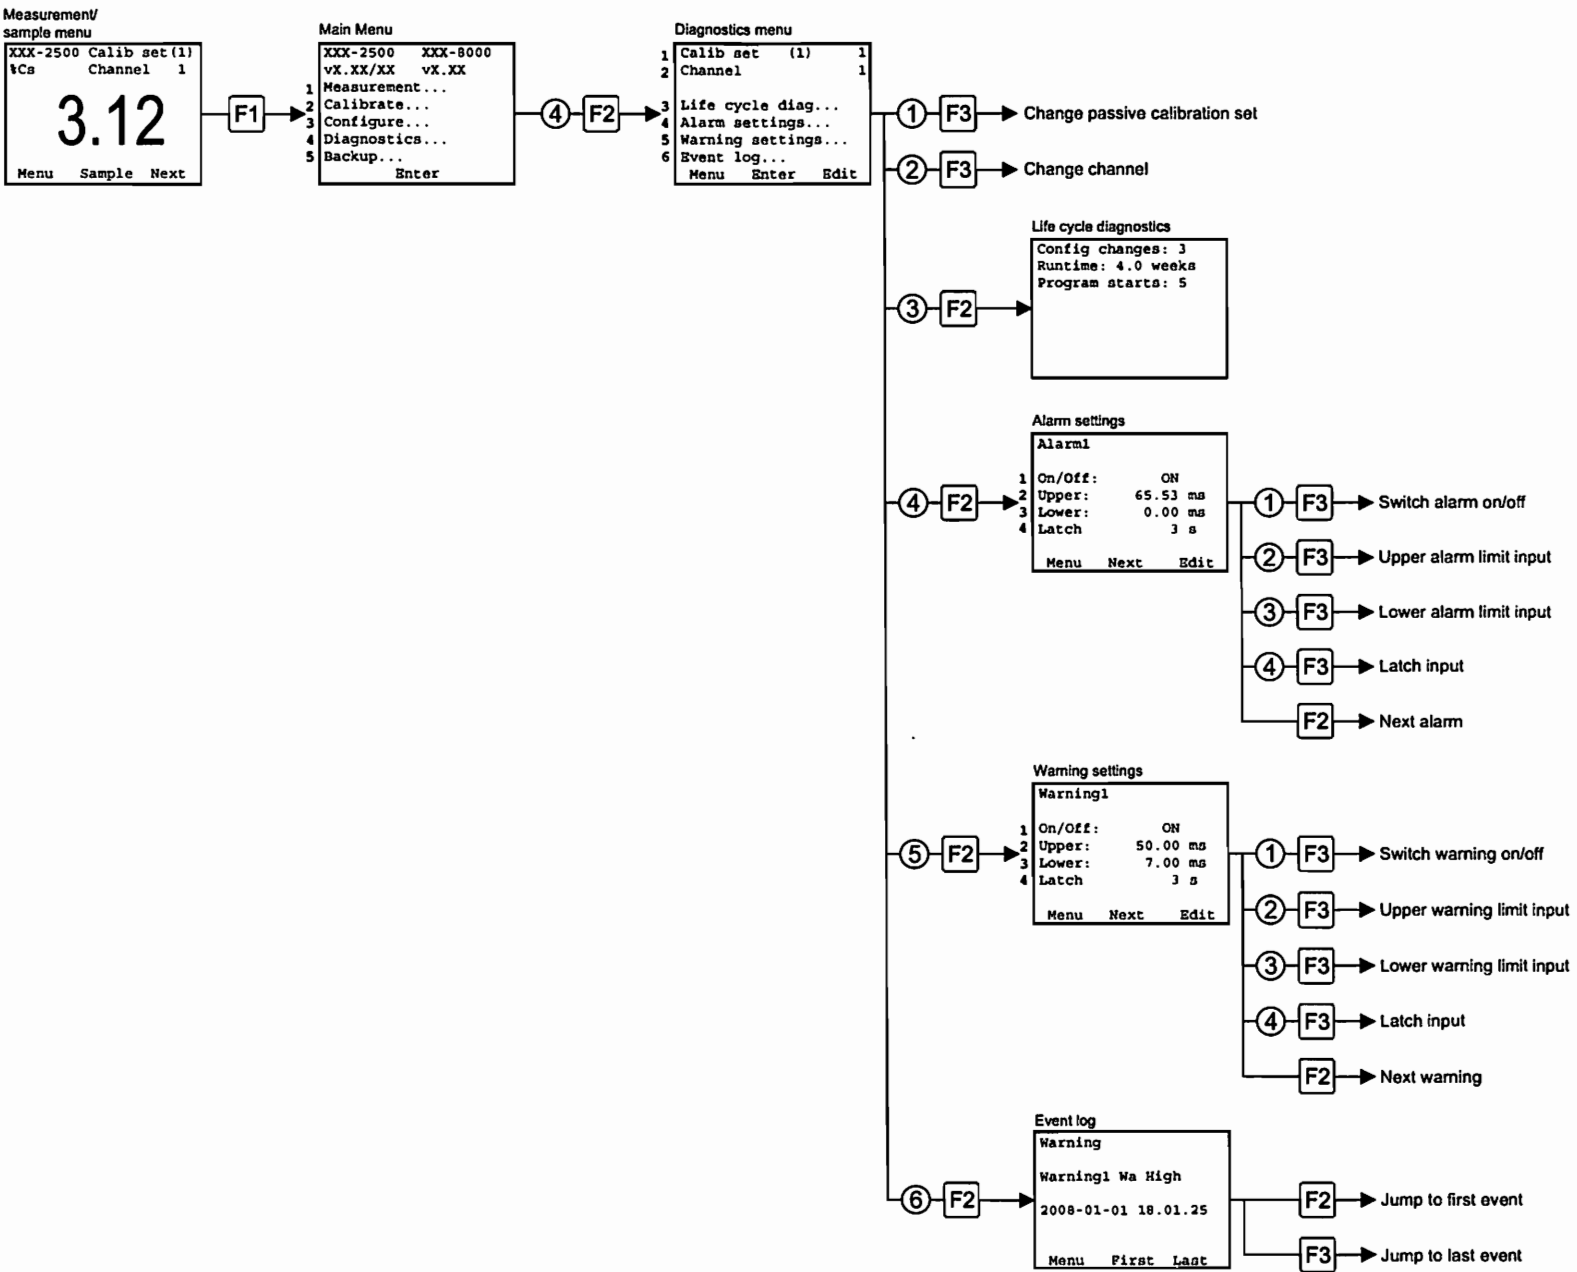 Measurement/
sample menu
XXX-2500 Calib set(1)
%Cs Channel 1
3.12
Menu Sample Next
F1
Main Menu
XXX-2500 XXX-8000
vX.XX/XX vX.XX
1 Measurement...
2 Calibrate...
3 Configure...
4 Diagnostics...
5 Backup...
Enter
4 F2
Diagnostics menu
1 Calib set (1) 1
2 Channel 1
3 Life cycle diag...
4 Alarm settings...
5 Warning settings...
6 Event log...
Menu Enter Edit
1 F3 Change passive calibration set
2 F3 Change channel
Life cycle diagnostics
Config changes: 3
Runtime: 4.0 weeks
Program starts: 5
3 F2
Alarm settings
Alarm1
1 On/Off: ON
2 Upper: 65.53 ms
3 Lower: 0.00 ms
4 Latch 3 s
Menu Next Edit
4 F2
1 F3 Switch alarm on/off
2 F3 Upper alarm limit input
3 F3 Lower alarm limit input
4 F3 Latch input
F2 Next alarm
Warning settings
Warning1
1 On/Off: ON
2 Upper: 50.00 ms
3 Lower: 7.00 ms
4 Latch 3 s
Menu Next Edit
5 F2
1 F3 Switch warning on/off
2 F3 Upper warning limit input
3 F3 Lower warning limit input
4 F3 Latch input
F2 Next warning
Event log
Warning
Warning1 Wa High
2008-01-01 18.01.25
Menu First Last
6 F2
F2 Jump to first event
F3 Jump to last event